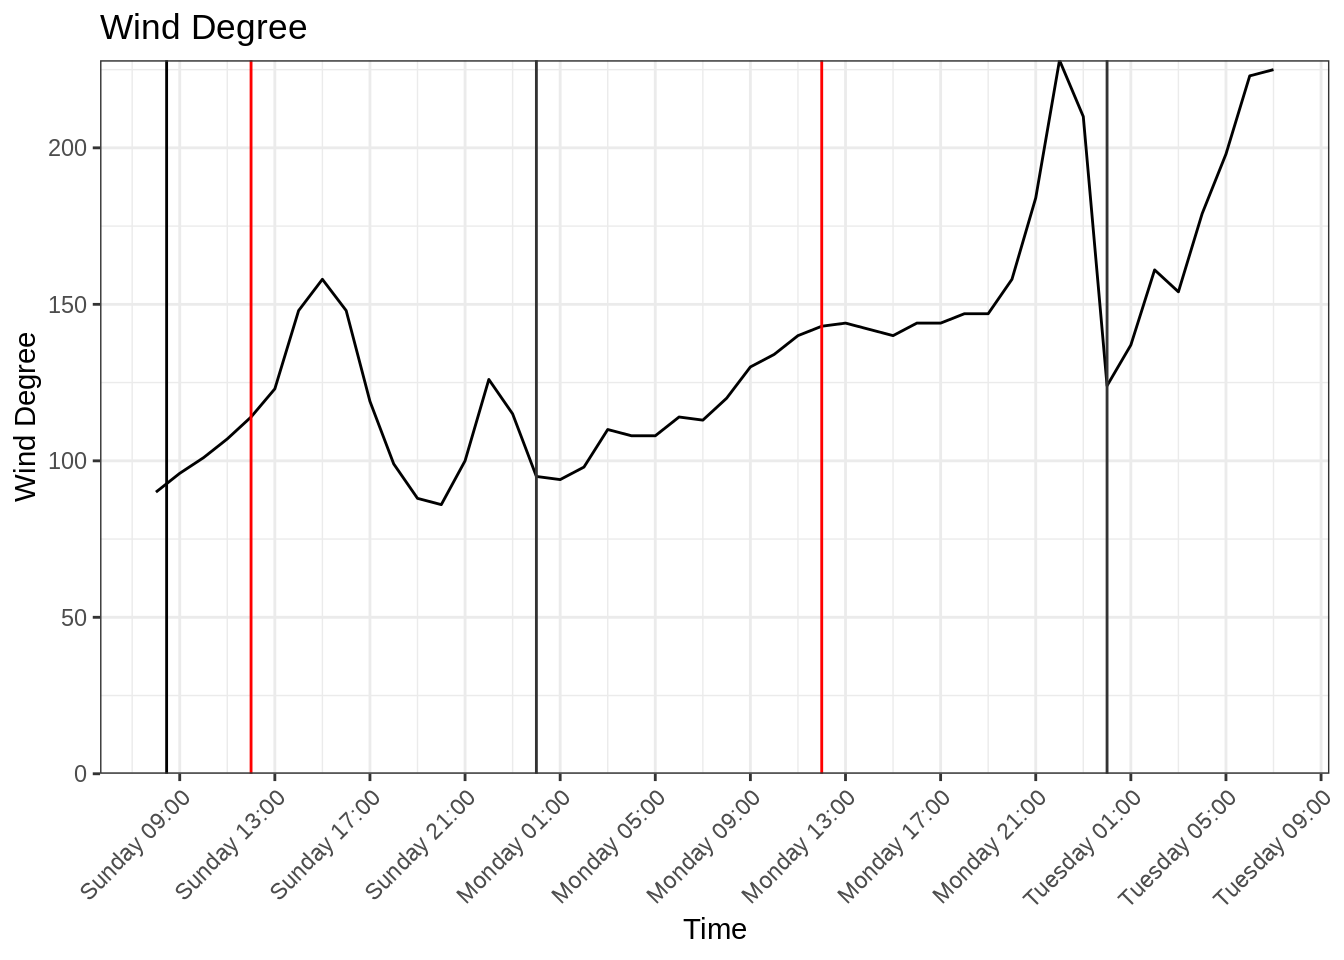 Wind Degree
Wind Degree
200
150
100
50
0
Sunday 09:00
Sunday 13:00
Sunday 17:00
Sunday 21:00
Monday 01:00
Monday 05:00
Monday 09:00
Monday 13:00
Monday 17:00
Monday 21:00
Tuesday 01:00
Tuesday 05:00
Tuesday 09:00
Time